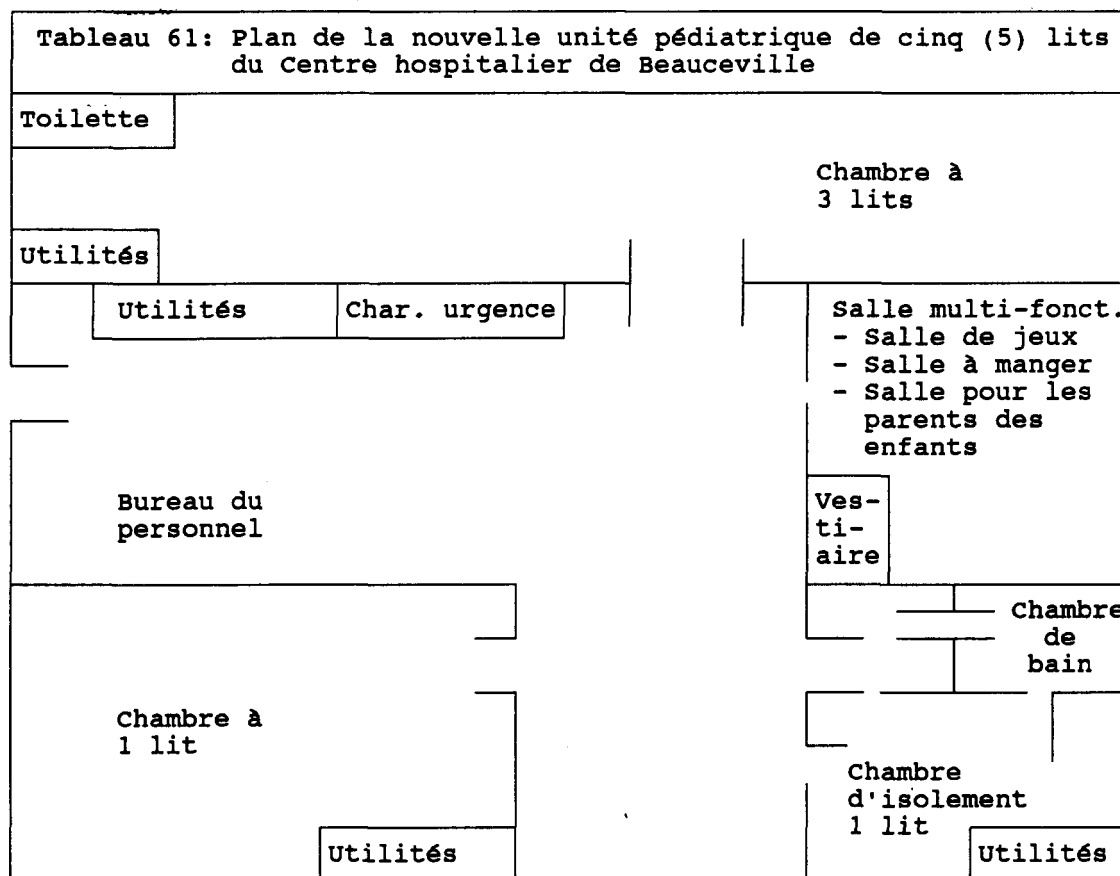 Tableau 61: Plan de la nouvelle unité pédiatrique de cinq (5) lits
du Centre hospitalier de Beauceville
Toilette
Chambre à
3 lits
Utilités
Utilités
Char. urgence
Salle multi-fonct.
- Salle de jeux
- Salle à manger
- Salle pour les
parents des
enfants
Bureau du
personnel
Ves-
ti-
aire
Chambre
de
bain
Chambre à
1 lit
Chambre
d'isolement
1 lit
Utilités
Utilités